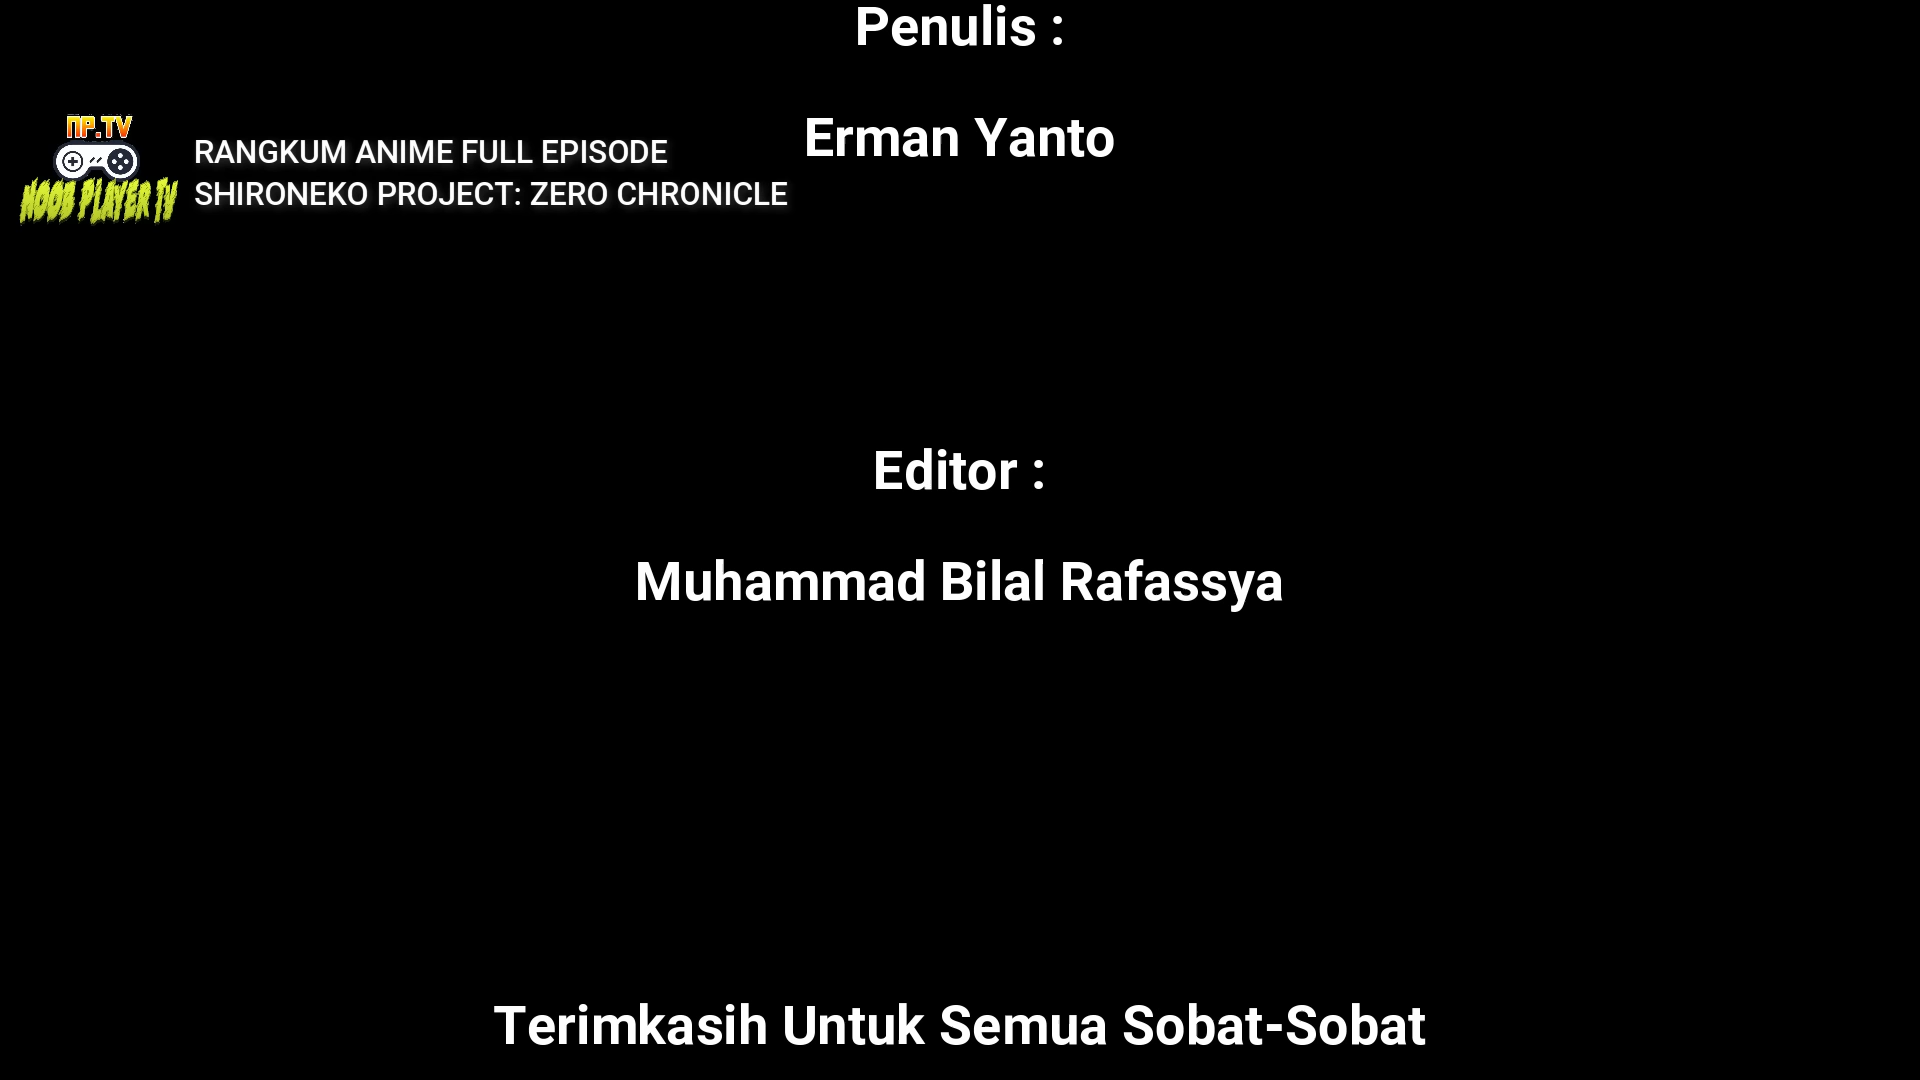 Penulis :
Erman Yanto
NP.TV
NOOB PLAYER TV
RANGKUM ANIME FULL EPISODE
SHIRONEKO PROJECT: ZERO CHRONICLE
Editor :
Muhammad Bilal Rafassya
Terimkasih Untuk Semua Sobat-Sobat